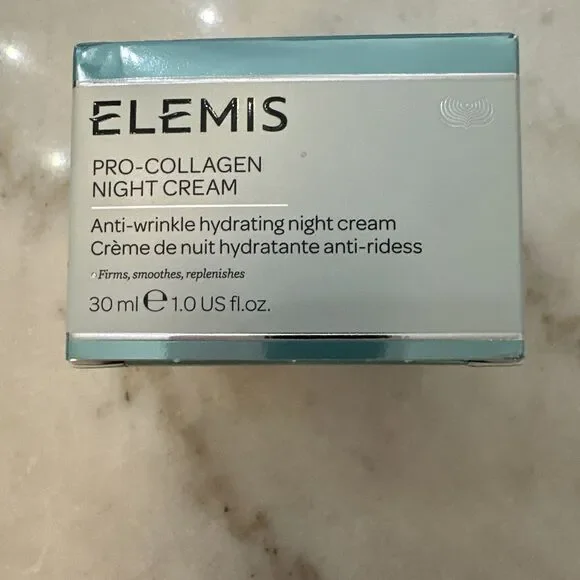 ELEMIS
PRO-COLLAGEN
NIGHT CREAM
Anti-wrinkle hydrating night cream
Crème de nuit hydratante anti-ridess
Firms, smoothes, replenishes
30 ml ℮ 1.0 US fl.oz.